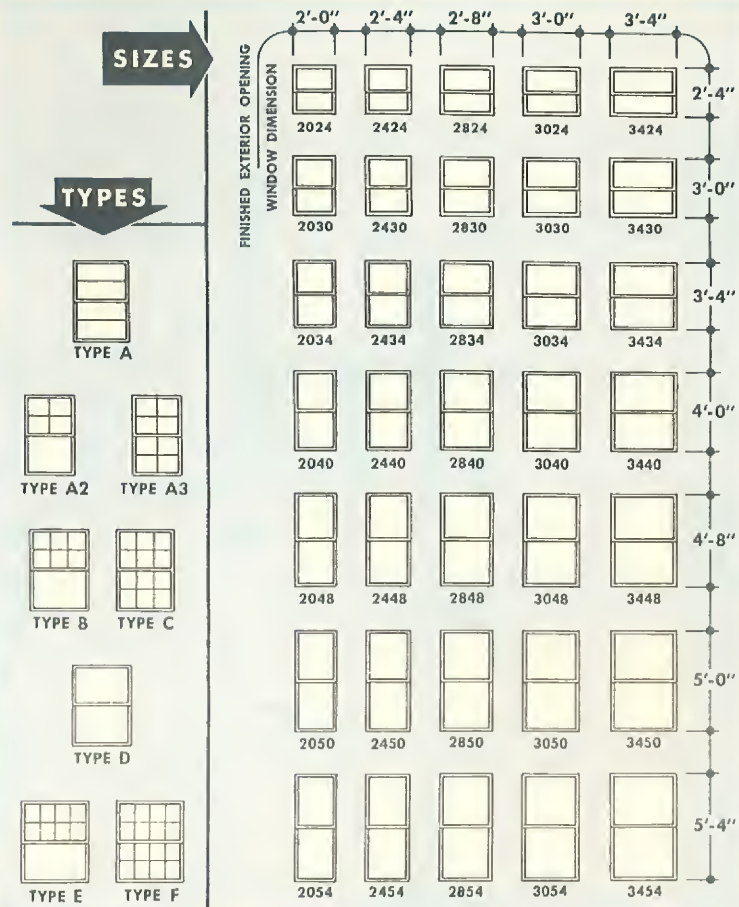 SIZES
FINISHED EXTERIOR OPENING
WINDOW DIMENSION
2'-0" 2'-4" 2'-8" 3'-0" 3'-4"
2'-4"
2024 2424 2824 3024 3424
3'-0"
2030 2430 2830 3030 3430
3'-4"
2034 2434 2834 3034 3434
4'-0"
2040 2440 2840 3040 3440
4'-8"
2048 2448 2848 3048 3448
5'-0"
2050 2450 2850 3050 3450
5'-4"
2054 2454 2854 3054 3454
TYPES
TYPE A
TYPE A2 TYPE A3
TYPE B TYPE C
TYPE D
TYPE E TYPE F